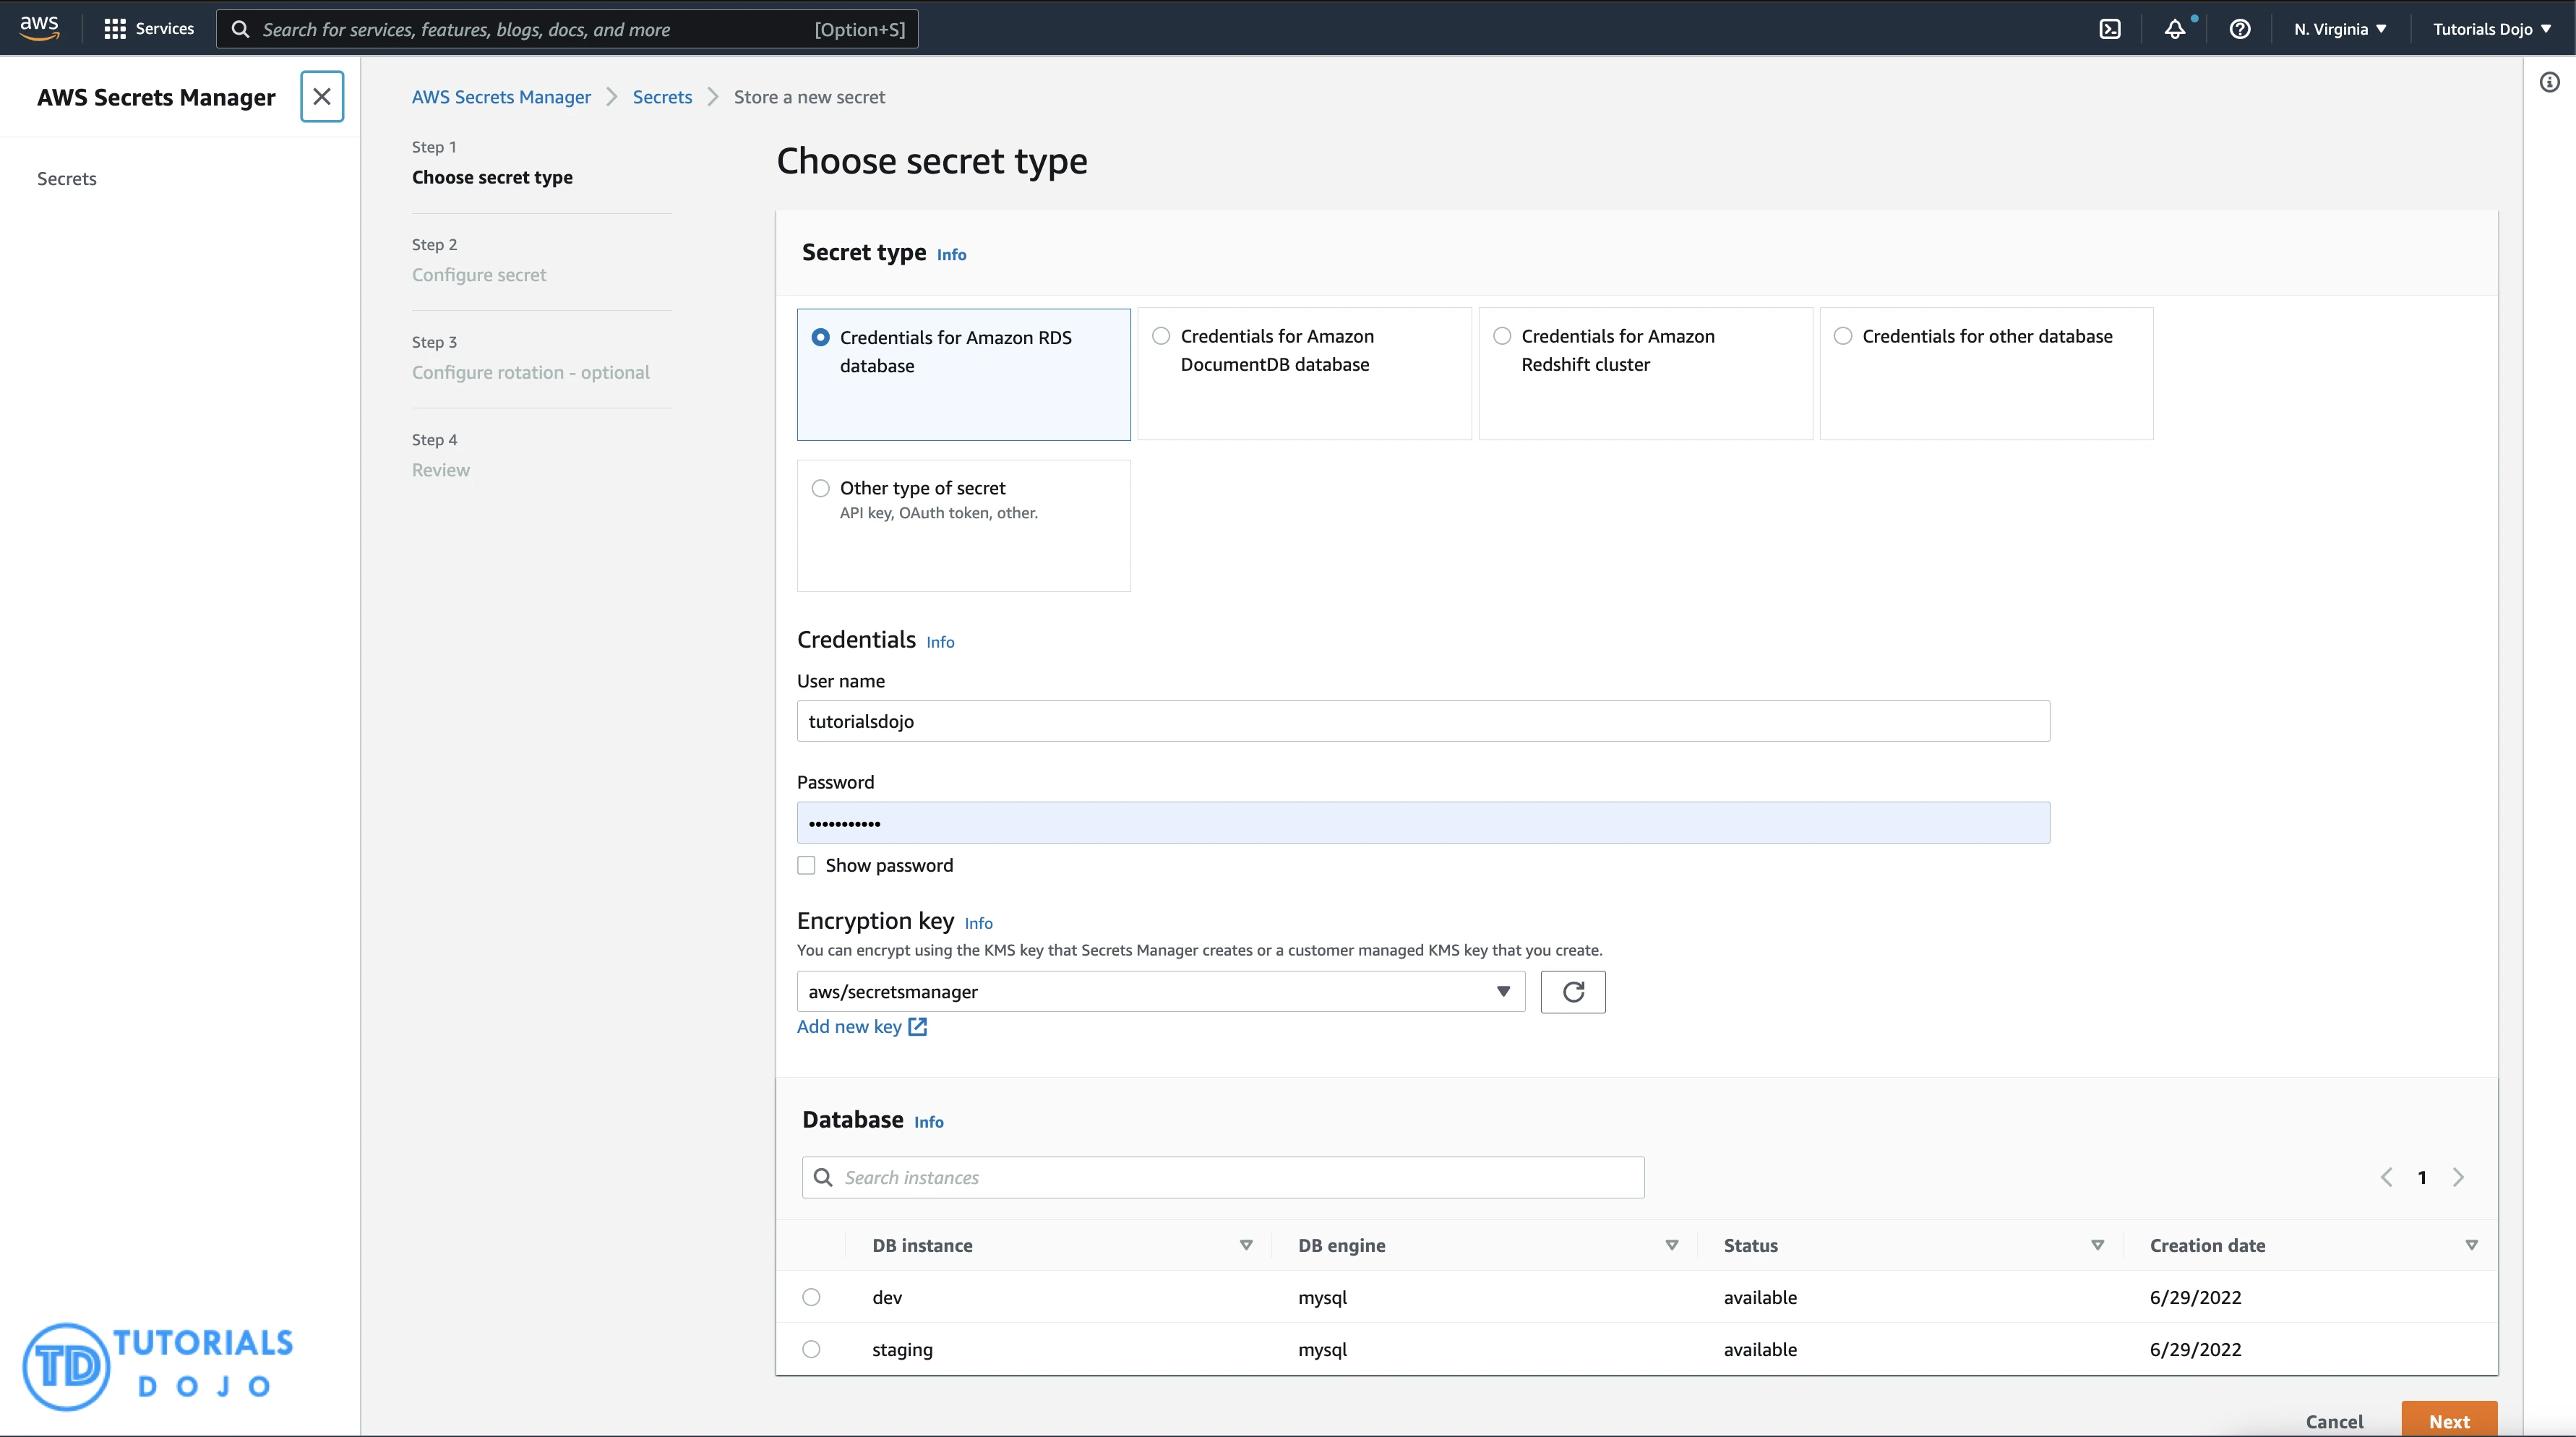 aws
Services
Search for services, features, blogs, docs, and more
[Option+S]
N. Virginia
Tutorials Dojo
AWS Secrets Manager
Secrets
AWS Secrets Manager
Secrets
Store a new secret
Step 1
Choose secret type
Step 2
Configure secret
Step 3
Configure rotation - optional
Step 4
Review
Choose secret type
Secret type Info
Credentials for Amazon RDS
database
Credentials for Amazon
DocumentDB database
Credentials for Amazon
Redshift cluster
Credentials for other database
Other type of secret
API key, OAuth token, other.
Credentials Info
User name
tutorialsdojo
Password
•••••••••••
Show password
Encryption key Info
You can encrypt using the KMS key that Secrets Manager creates or a customer managed KMS key that you create.
aws/secretsmanager
Add new key
Database Info
Search instances
1
DB instance DB engine Status Creation date
dev mysql available 6/29/2022
staging mysql available 6/29/2022
Cancel
Next
TD
TUTORIALS
DOJO